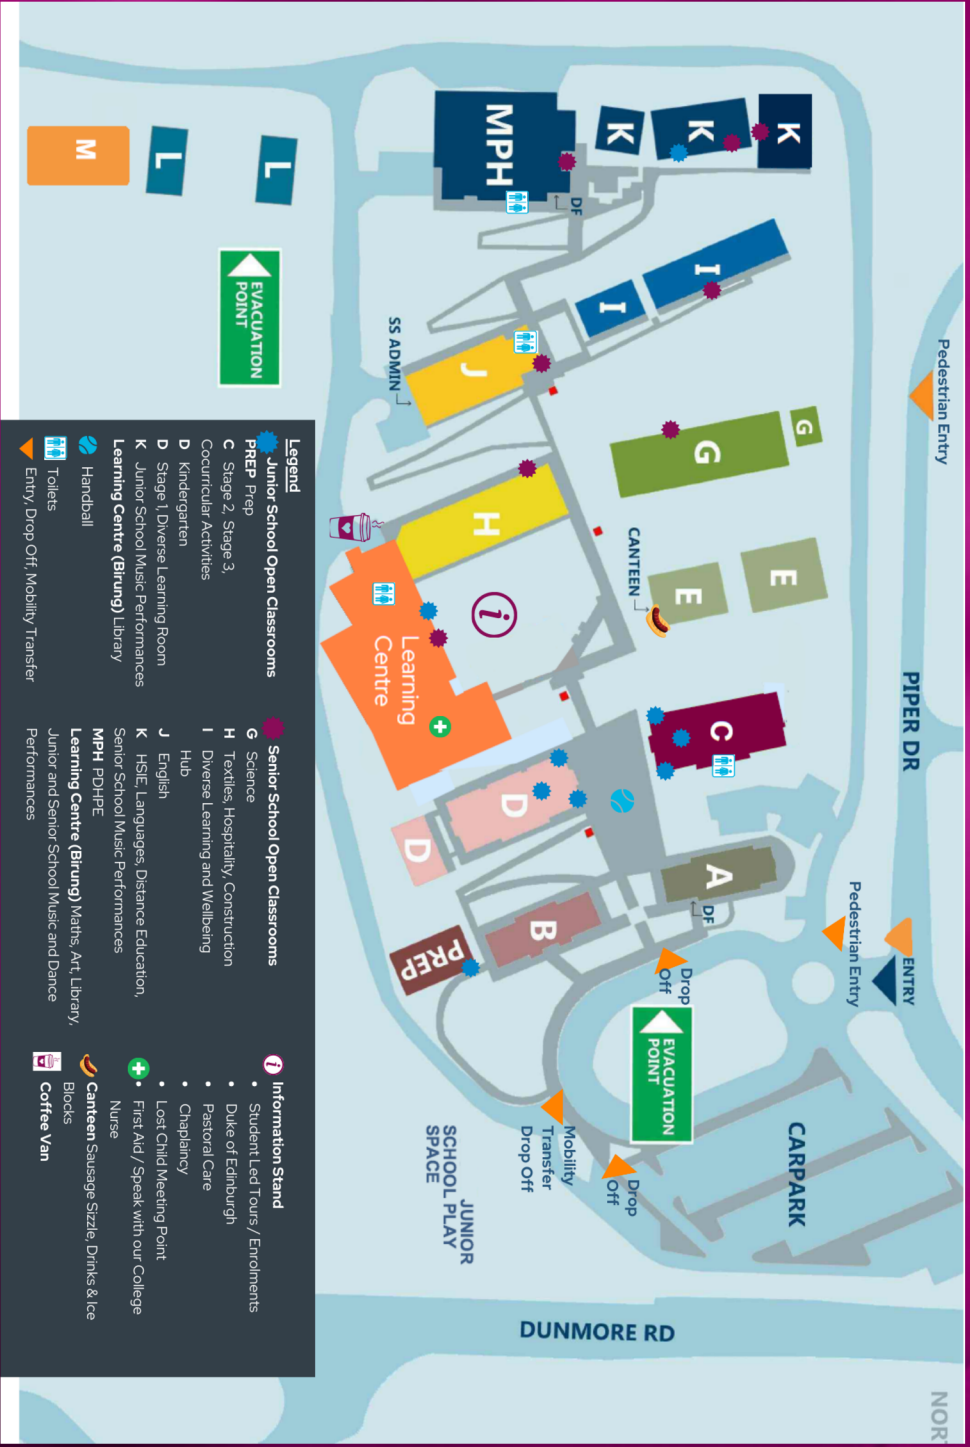 NOR
PIPER DR
Pedestrian Entry
Pedestrian Entry
ENTRY
CARPARK
DUNMORE RD
K
K
K
I
I
G
G
E
E
CANTEEN
C
A
DF
Drop
Off
EVACUATION
POINT
Drop
Off
Mobility
Transfer
Drop Off
JUNIOR
SCHOOL PLAY
SPACE
MPH
DF
J
SS ADMIN
H
i
Learning
Centre
D
D
B
PREP
L
L
M
EVACUATION
POINT
Legend
Junior School Open Classrooms
PREP Prep
C Stage 2, Stage 3,
Cocurricular Activities
D Kindergarten
D Stage 1, Diverse Learning Room
K Junior School Music Performances
Learning Centre (Birung) Library
Handball
Toilets
Entry, Drop Off, Mobility Transfer
Senior School Open Classrooms
G Science
H Textiles, Hospitality, Construction
I Diverse Learning and Wellbeing
Hub
J English
K HSIE, Languages, Distance Education,
Senior School Music Performances
MPH PDHPE
Learning Centre (Birung) Maths, Art, Library,
Junior and Senior School Music and Dance
Performances
i Information Stand
• Student Led Tours / Enrolments
• Duke of Edinburgh
• Pastoral Care
• Chaplaincy
• Lost Child Meeting Point
• First Aid / Speak with our College
Nurse
Canteen Sausage Sizzle, Drinks & Ice
Blocks
Coffee Van